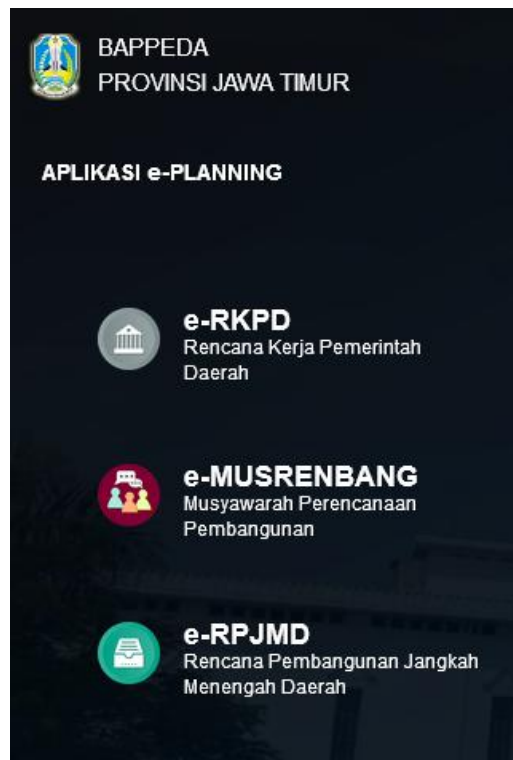 BAPPEDA
PROVINSI JAWA TIMUR
APLIKASI e-PLANNING
e-RKPD
Rencana Kerja Pemerintah
Daerah
e-MUSRENBANG
Musyawarah Perencanaan
Pembangunan
e-RPJMD
Rencana Pembangunan Jangkah
Menengah Daerah